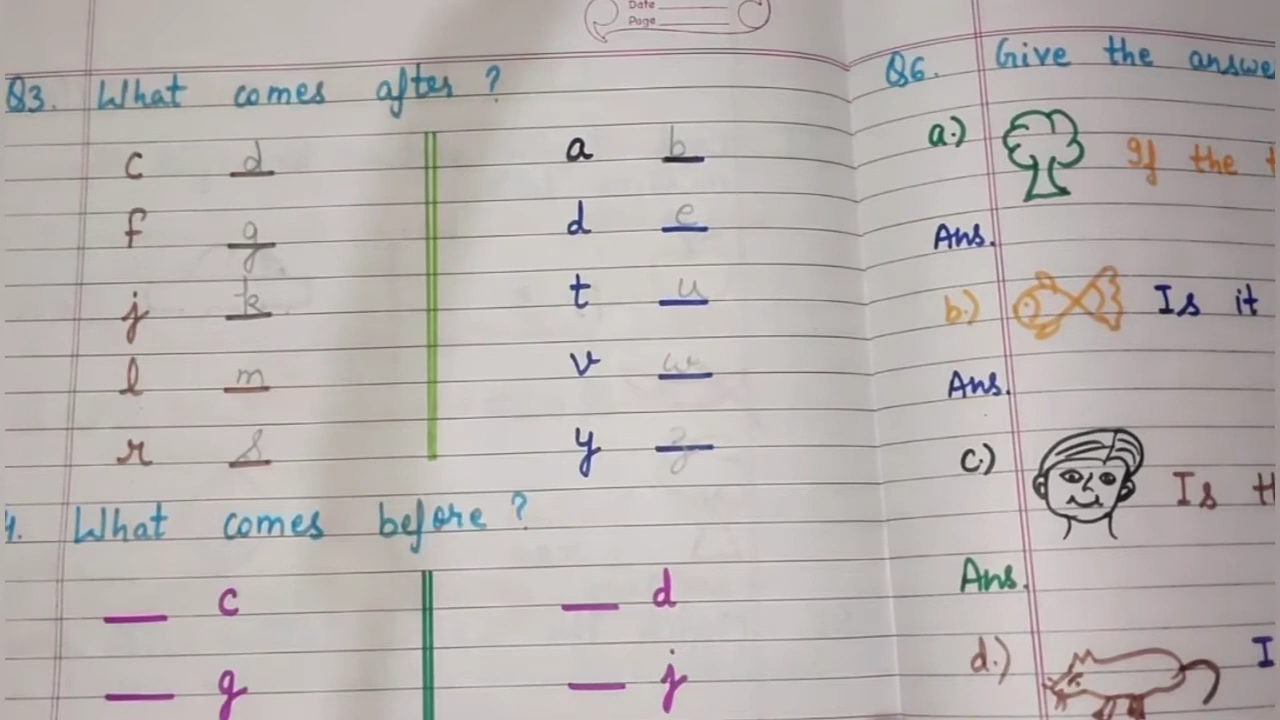 Date
Page
Q3. What comes after ?
c d a b
f g d e
j k t u
l m v w
r s y z
4. What comes before ?
c d
g j
Q6. Give the answe
a.) If the t
Ans.
b.) Is it
Ans.
c.) Is th
Ans.
d.) I